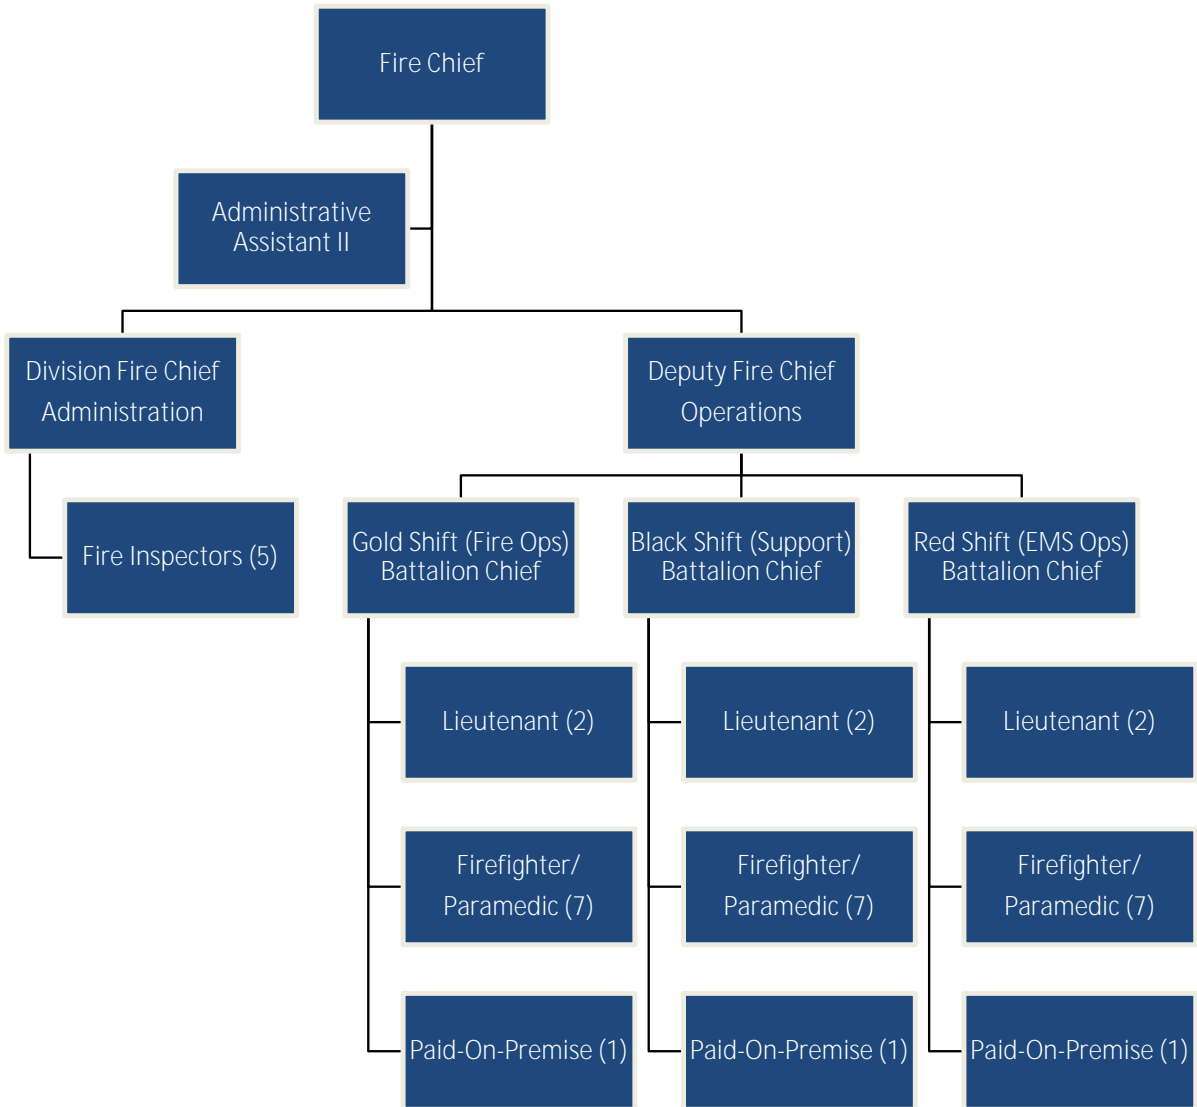 Fire Chief
Administrative
Assistant II
Division Fire Chief
Administration
Deputy Fire Chief
Operations
Fire Inspectors (5)
Gold Shift (Fire Ops)
Battalion Chief
Black Shift (Support)
Battalion Chief
Red Shift (EMS Ops)
Battalion Chief
Lieutenant (2)
Lieutenant (2)
Lieutenant (2)
Firefighter/
Paramedic (7)
Firefighter/
Paramedic (7)
Firefighter/
Paramedic (7)
Paid-On-Premise (1)
Paid-On-Premise (1)
Paid-On-Premise (1)